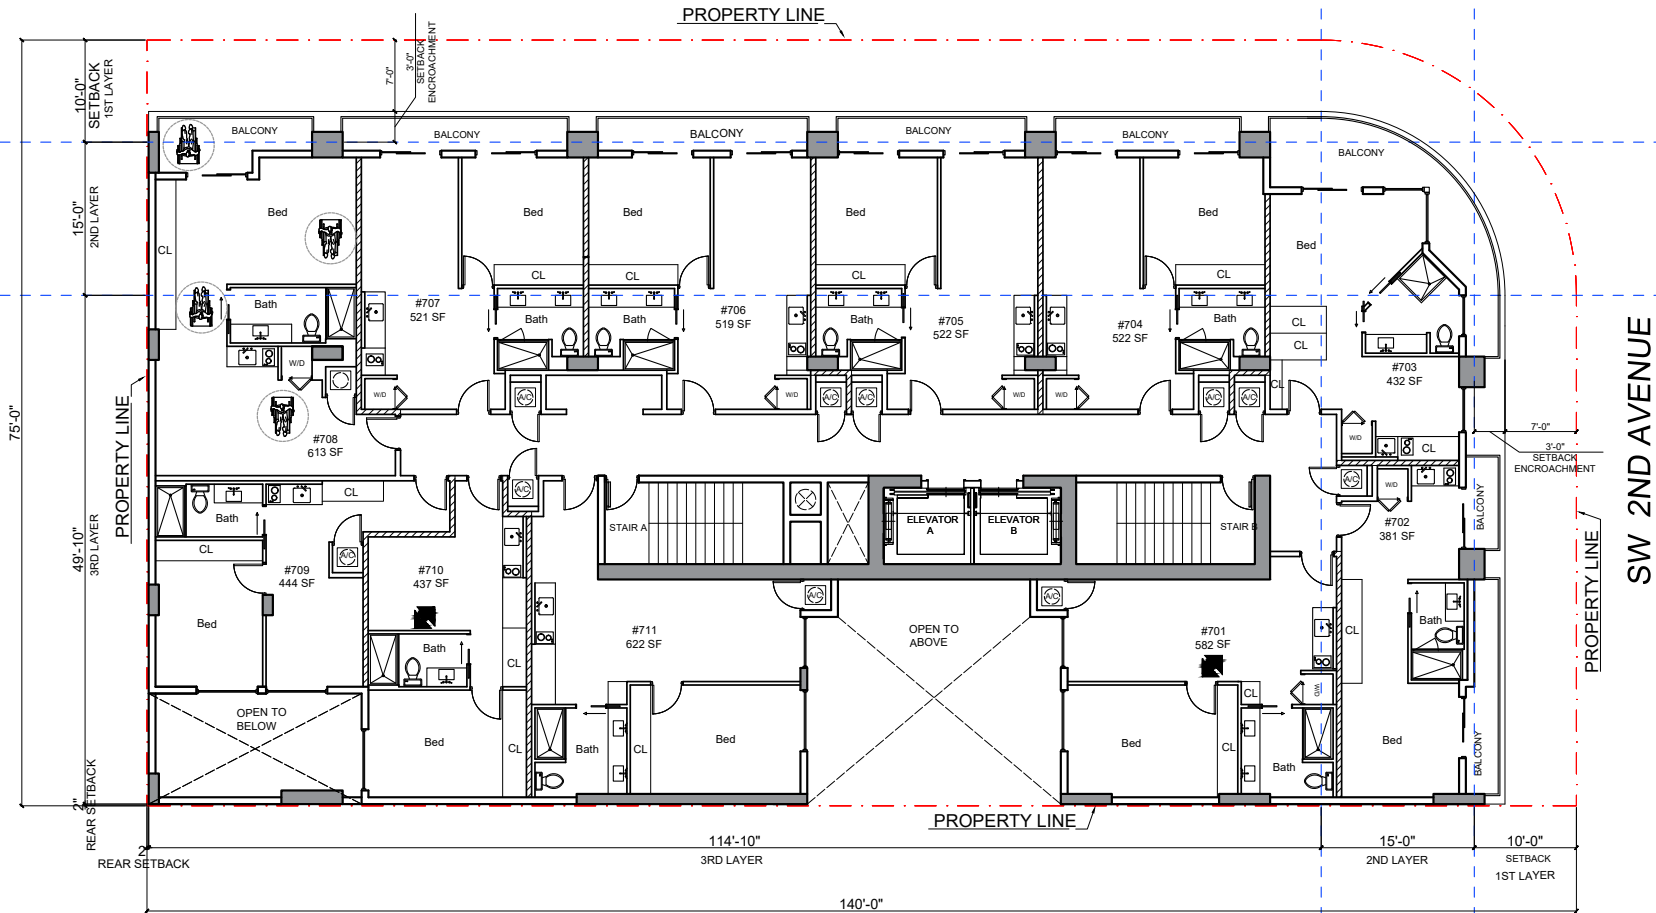 PROPERTY LINE
10'-0"
SETBACK
1ST LAYER
7'-0"
3'-0"
SETBACK
ENCROACHMENT
BALCONY
BALCONY
BALCONY
BALCONY
BALCONY
BALCONY
15'-0"
2ND LAYER
Bed
Bed
Bed
Bed
Bed
Bed
CL
CL
CL
CL
CL
Bath
#707
521 SF
Bath
Bath
#706
519 SF
Bath
#705
522 SF
#704
522 SF
Bath
CL
CL
CL
#703
432 SF
W/D
W/D
W/D
W/D
W/D
A/C
A/C
A/C
A/C
A/C
75'-0"
PROPERTY LINE
#708
613 SF
W/D
CL
7'-0"
3'-0"
SETBACK
ENCROACHMENT
SW 2ND AVENUE
49'-10"
3RD LAYER
CL
Bath
CL
A/C
A/C
STAIR A
ELEVATOR
A
ELEVATOR
B
STAIR B
A/C
W/D
#702
381 SF
BALCONY
#709
444 SF
A/C
#710
437 SF
Bed
Bath
CL
#711
622 SF
A/C
OPEN TO
ABOVE
#701
582 SF
CL
Bath
PROPERTY LINE
OPEN TO
BELOW
Bed
CL
Bath
CL
Bed
Bed
CL
CL
W/D
Bath
Bed
BALCONY
2"
REAR SETBACK
PROPERTY LINE
2"
REAR SETBACK
114'-10"
3RD LAYER
15'-0"
2ND LAYER
10'-0"
SETBACK
1ST LAYER
140'-0"